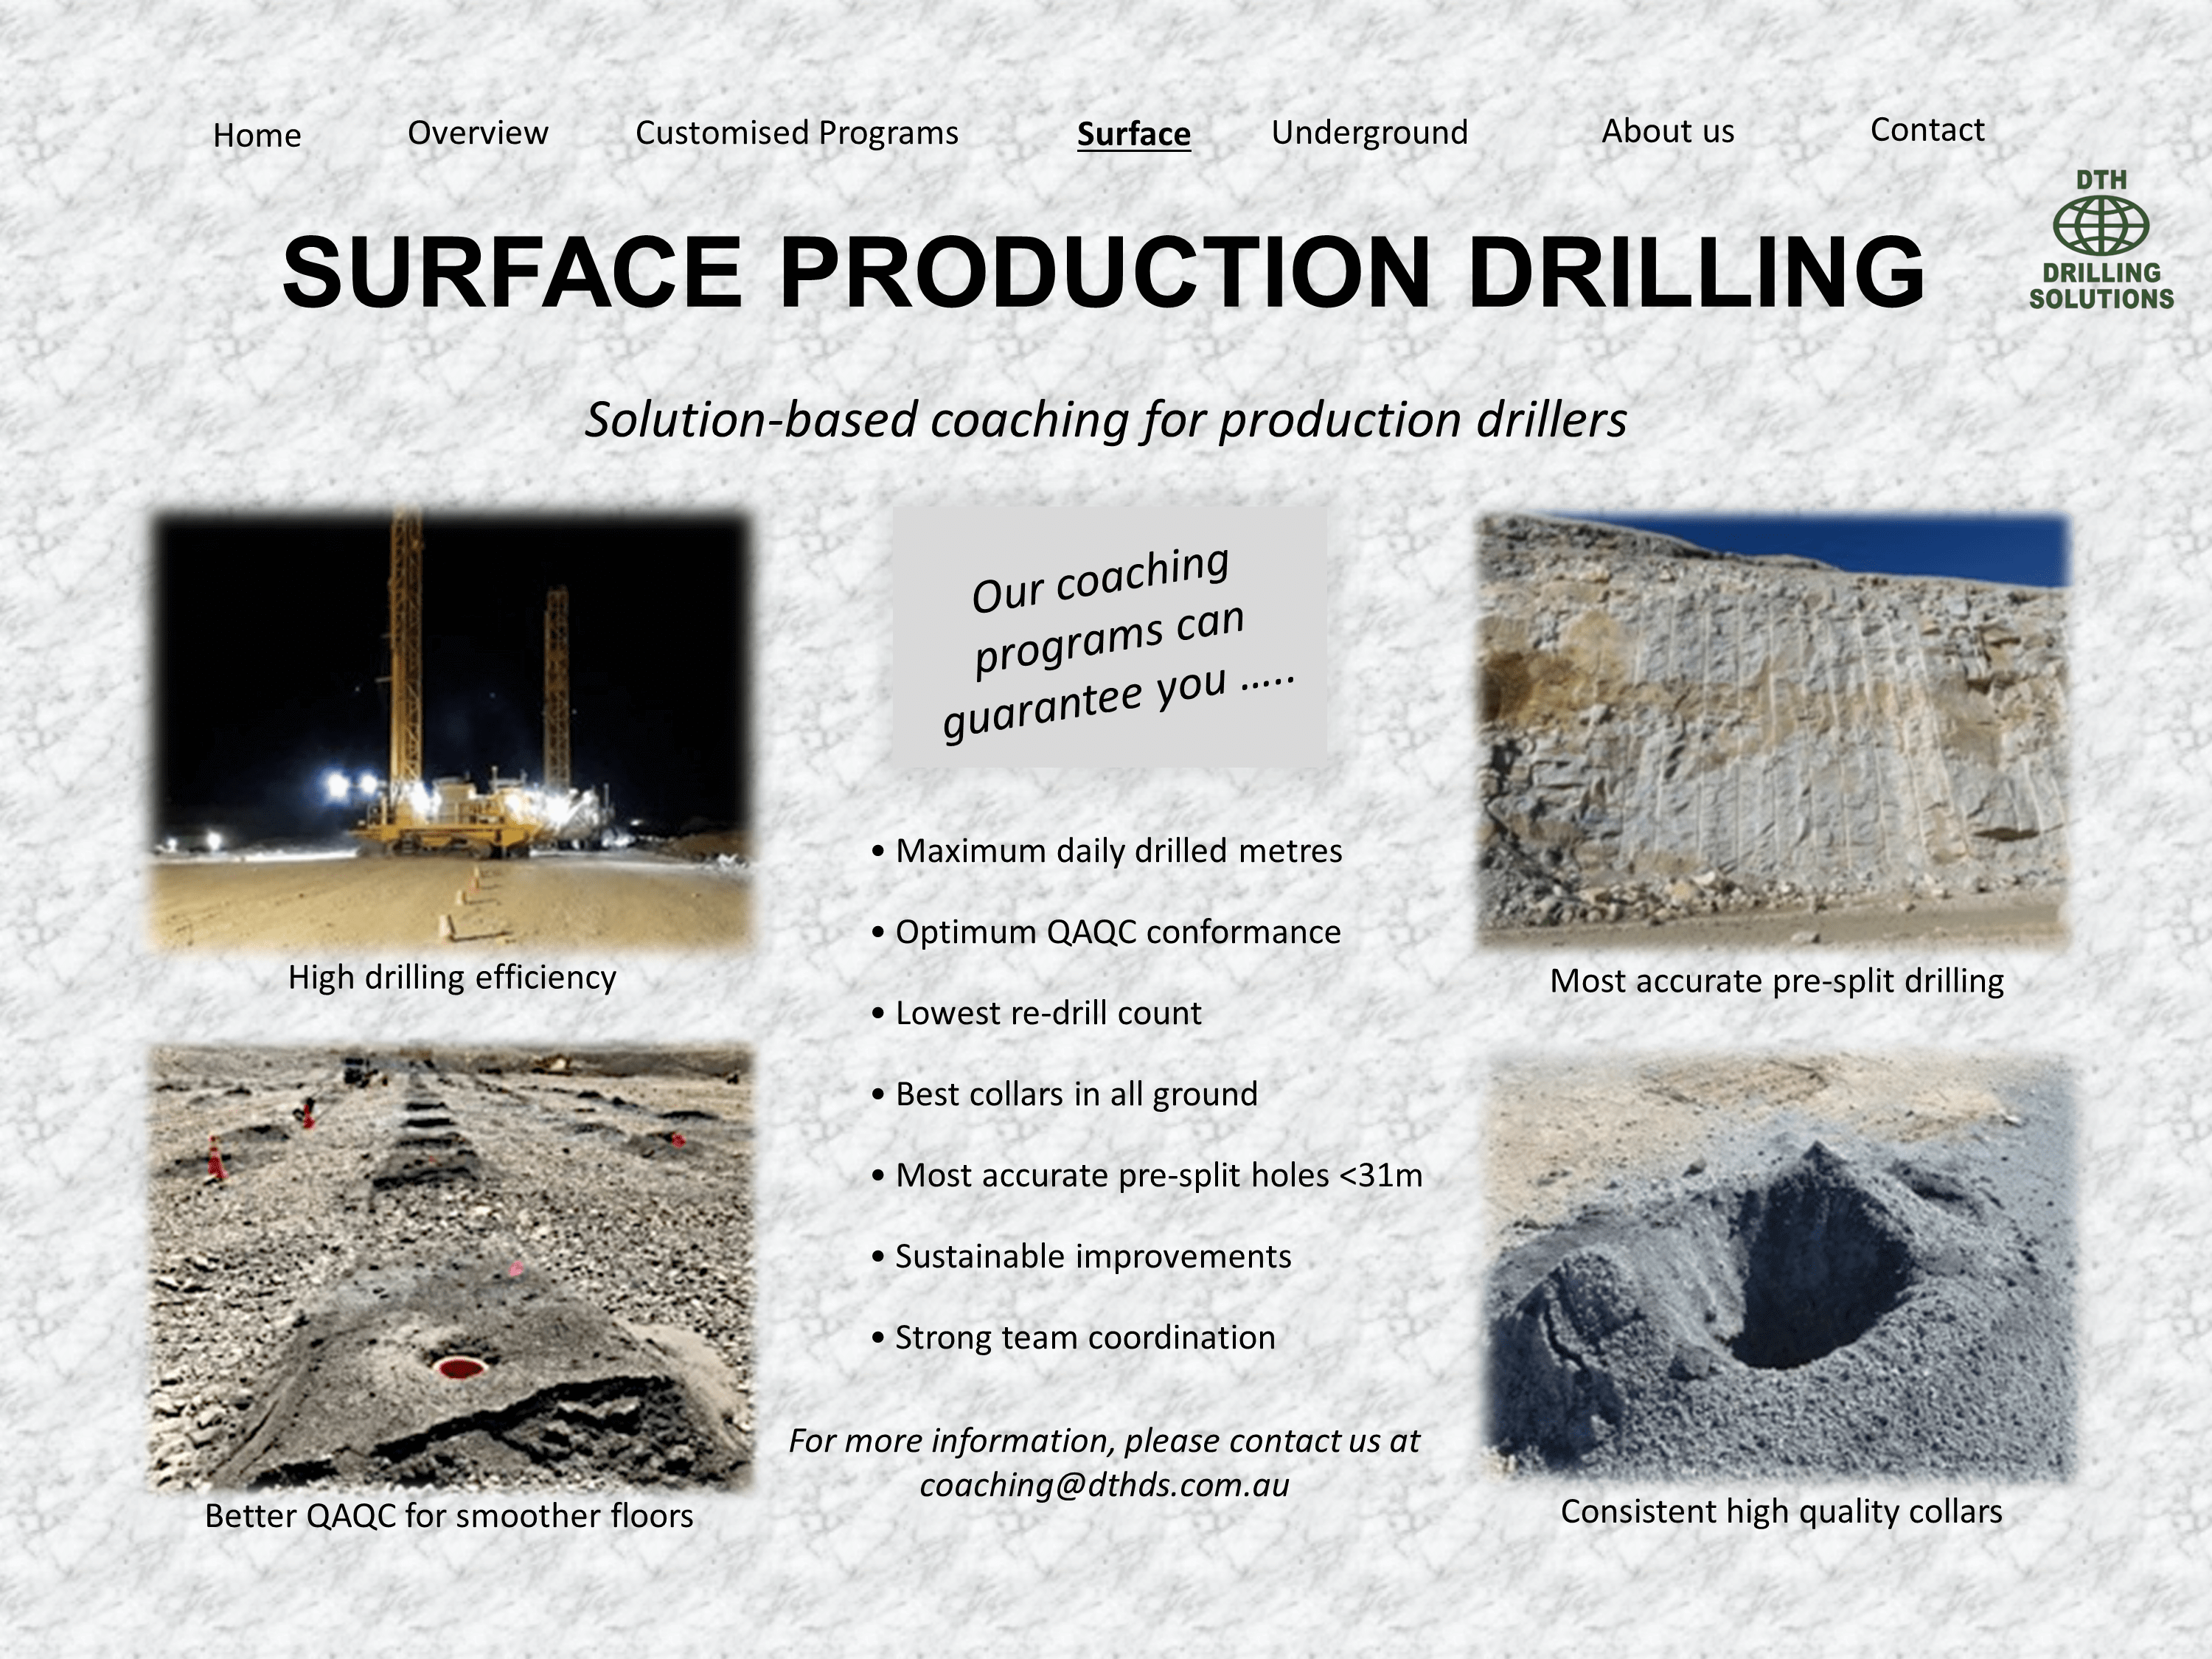 Home Overview Customised Programs Surface Underground About us Contact
DTH
DRILLING
SOLUTIONS
SURFACE PRODUCTION DRILLING
Solution-based coaching for production drillers
Our coaching
programs can
guarantee you .....
High drilling efficiency
Most accurate pre-split drilling
• Maximum daily drilled metres
• Optimum QAQC conformance
• Lowest re-drill count
• Best collars in all ground
• Most accurate pre-split holes <31m
• Sustainable improvements
• Strong team coordination
For more information, please contact us at
coaching@dthds.com.au
Better QAQC for smoother floors
Consistent high quality collars